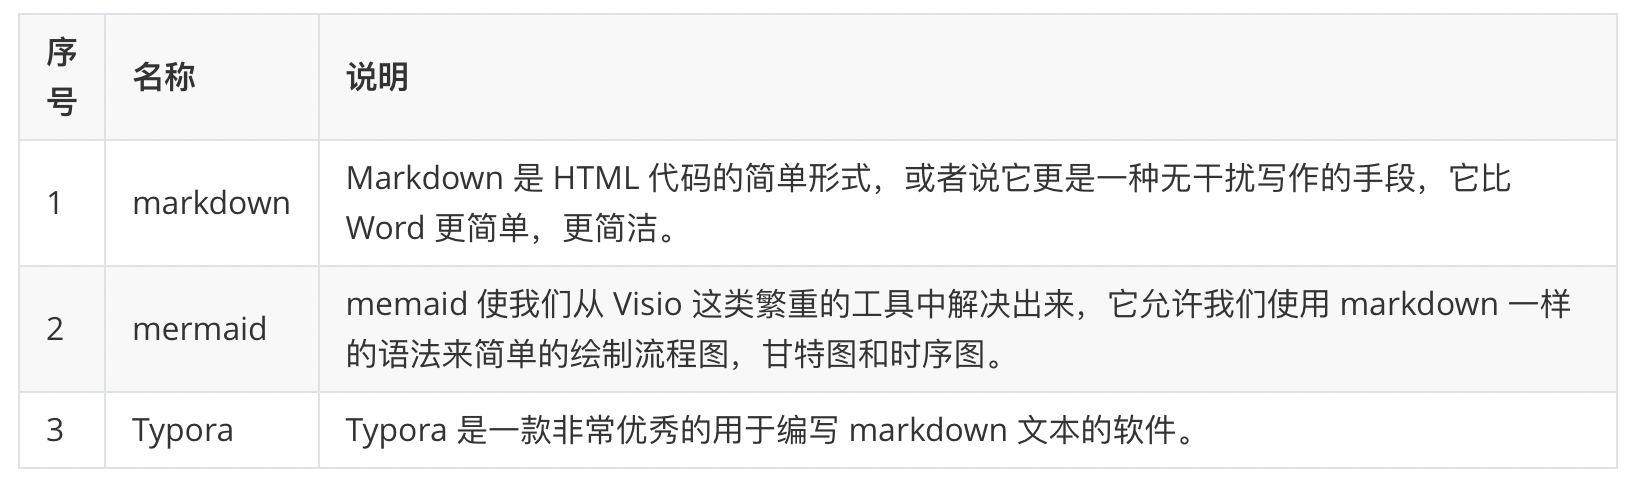 序
号
名称
说明
1
markdown
Markdown 是 HTML 代码的简单形式，或者说它更是一种无干扰写作的手段，它比
Word 更简单，更简洁。
2
mermaid
memaid 使我们从 Visio 这类繁重的工具中解决出来，它允许我们使用 markdown 一样
的语法来简单的绘制流程图，甘特图和时序图。
3
Typora
Typora 是一款非常优秀的用于编写 markdown 文本的软件。